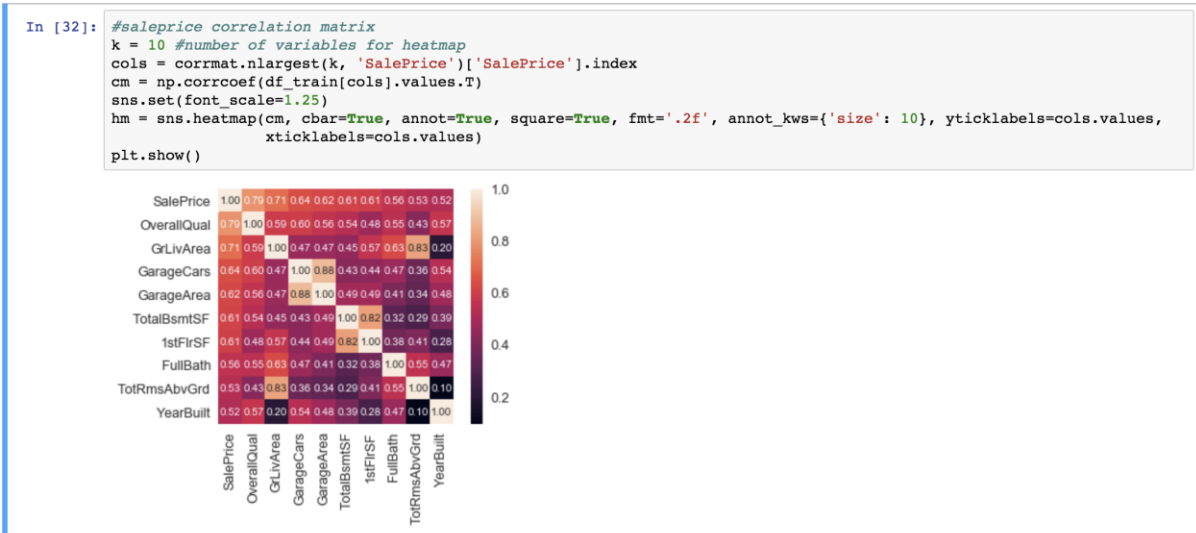 In [32]: #saleprice correlation matrix
k = 10 #number of variables for heatmap
cols = corrmat.nlargest(k, 'SalePrice')['SalePrice'].index
cm = np.corrcoef(df_train[cols].values.T)
sns.set(font_scale=1.25)
hm = sns.heatmap(cm, cbar=True, annot=True, square=True, fmt='.2f', annot_kws={'size': 10}, yticklabels=cols.values,
xticklabels=cols.values)
plt.show()
SalePrice 1.00 0.79 0.71 0.64 0.62 0.61 0.61 0.56 0.53 0.52
OverallQual 0.79 1.00 0.59 0.60 0.56 0.54 0.48 0.55 0.43 0.57
GrLivArea 0.71 0.59 1.00 0.47 0.47 0.45 0.57 0.63 0.83 0.20
GarageCars 0.64 0.60 0.47 1.00 0.88 0.43 0.44 0.47 0.36 0.54
GarageArea 0.62 0.56 0.47 0.88 1.00 0.49 0.49 0.41 0.34 0.48
TotalBsmtSF 0.61 0.54 0.45 0.43 0.49 1.00 0.82 0.32 0.29 0.39
1stFlrSF 0.61 0.48 0.57 0.44 0.49 0.82 1.00 0.38 0.41 0.28
FullBath 0.56 0.55 0.63 0.47 0.41 0.32 0.38 1.00 0.55 0.47
TotRmsAbvGrd 0.53 0.43 0.83 0.36 0.34 0.29 0.41 0.55 1.00 0.10
YearBuilt 0.52 0.57 0.20 0.54 0.48 0.39 0.28 0.47 0.10 1.00
SalePrice
OverallQual
GrLivArea
GarageCars
GarageArea
TotalBsmtSF
1stFlrSF
FullBath
TotRmsAbvGrd
YearBuilt
1.0
0.8
0.6
0.4
0.2